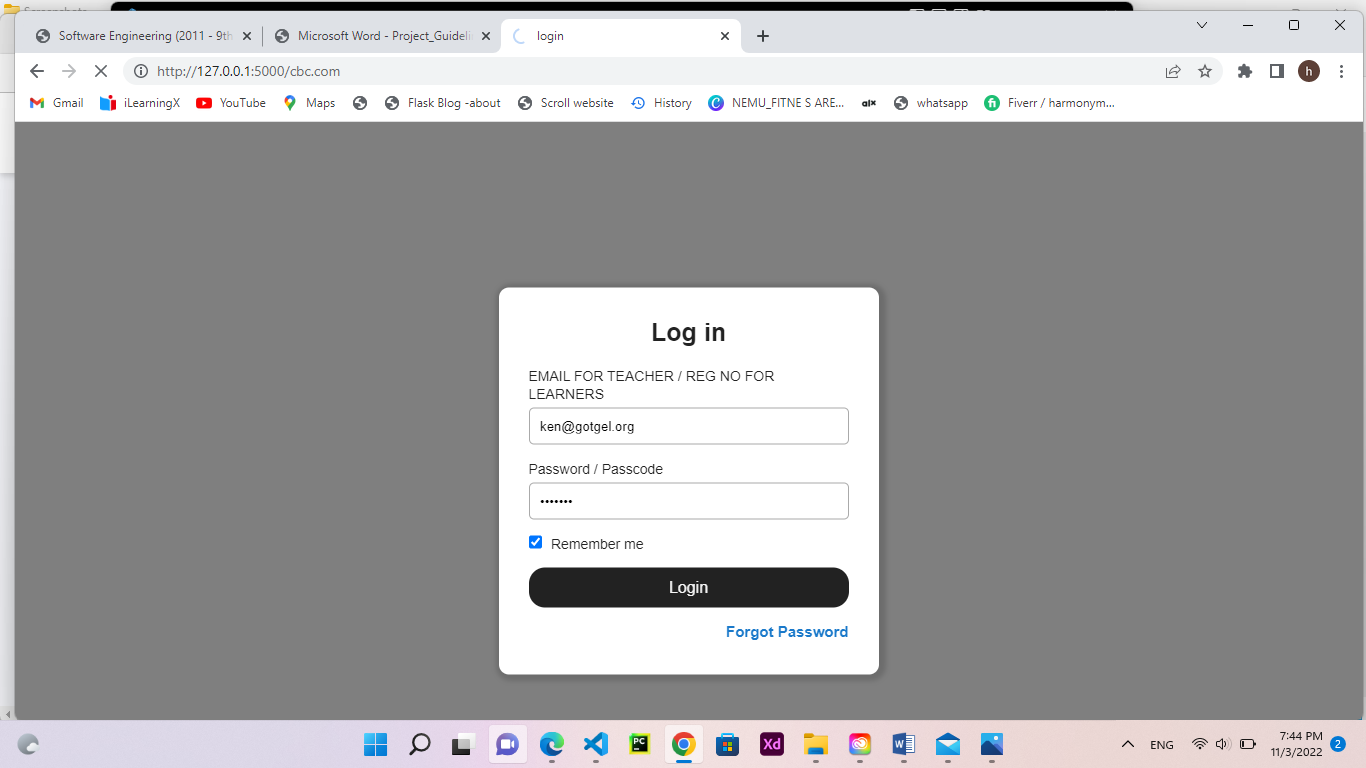 Screenshots
Software Engineering (2011 - 9th
Microsoft Word - Project_Guideli
login
http://127.0.0.1:5000/cbc.com
h
Gmail
iLearningX
YouTube
Maps
Flask Blog -about
Scroll website
History
NEMU_FITNE S ARE...
alx
whatsapp
Fiverr / harmonym...
Log in
EMAIL FOR TEACHER / REG NO FOR
LEARNERS
ken@gotgel.org
Password / Passcode
•••••••
Remember me
Login
Forgot Password
PC
Xd
W
ENG
7:44 PM
11/3/2022
2